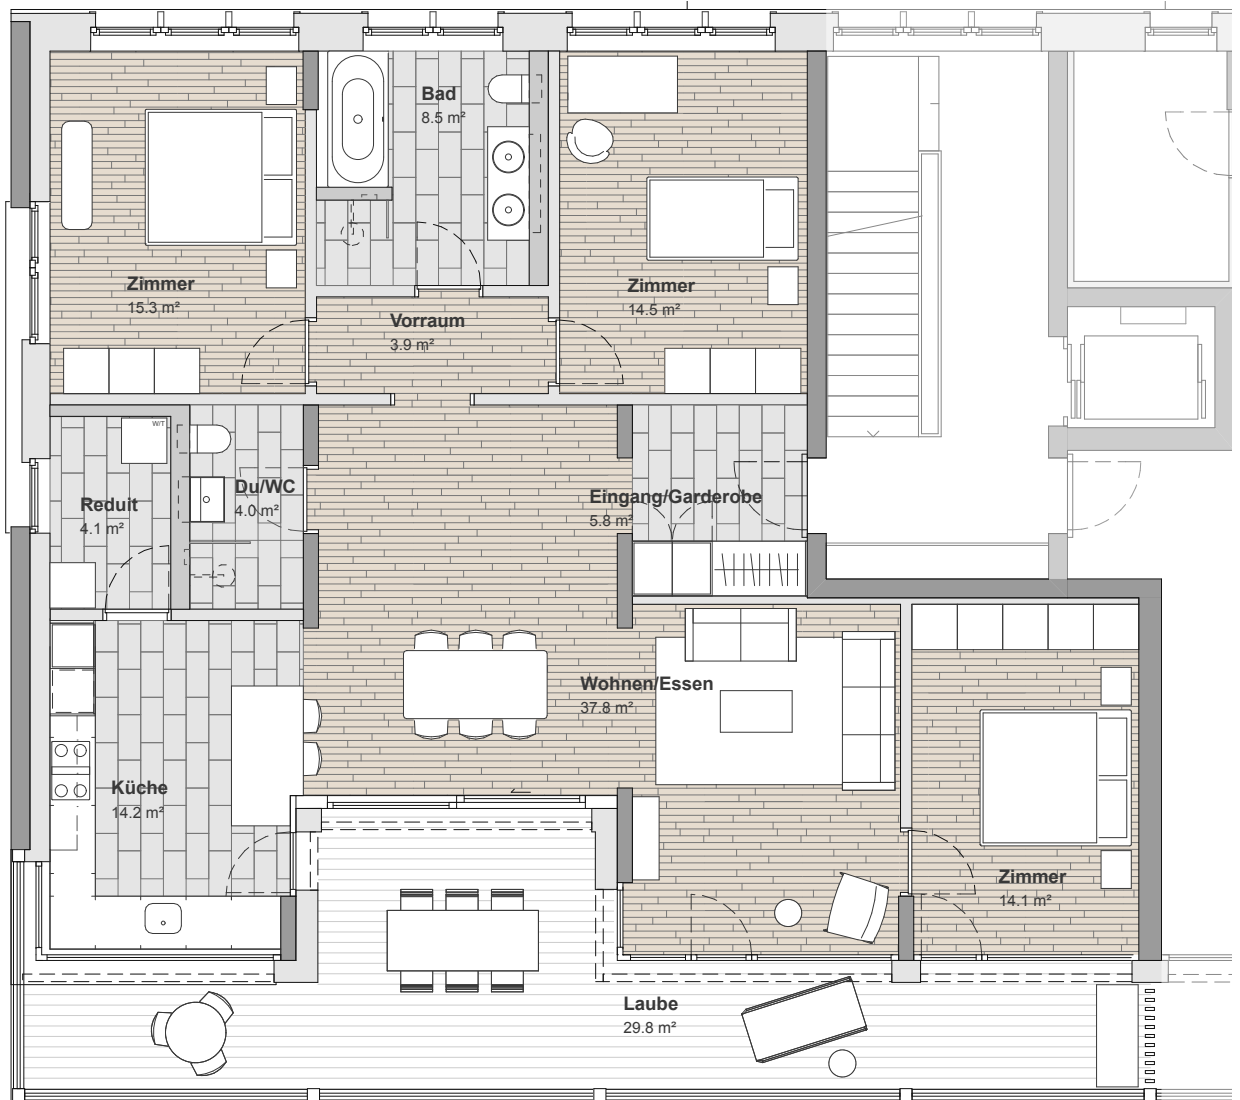 Bad
8.5 m²
Zimmer
15.3 m²
Zimmer
14.5 m²
Vorraum
3.9 m²
W/T
Reduit
4.1 m²
Du/WC
4.0 m²
Eingang/Garderobe
5.8 m²
Wohnen/Essen
37.8 m²
Küche
14.2 m²
Zimmer
14.1 m²
Laube
29.8 m²